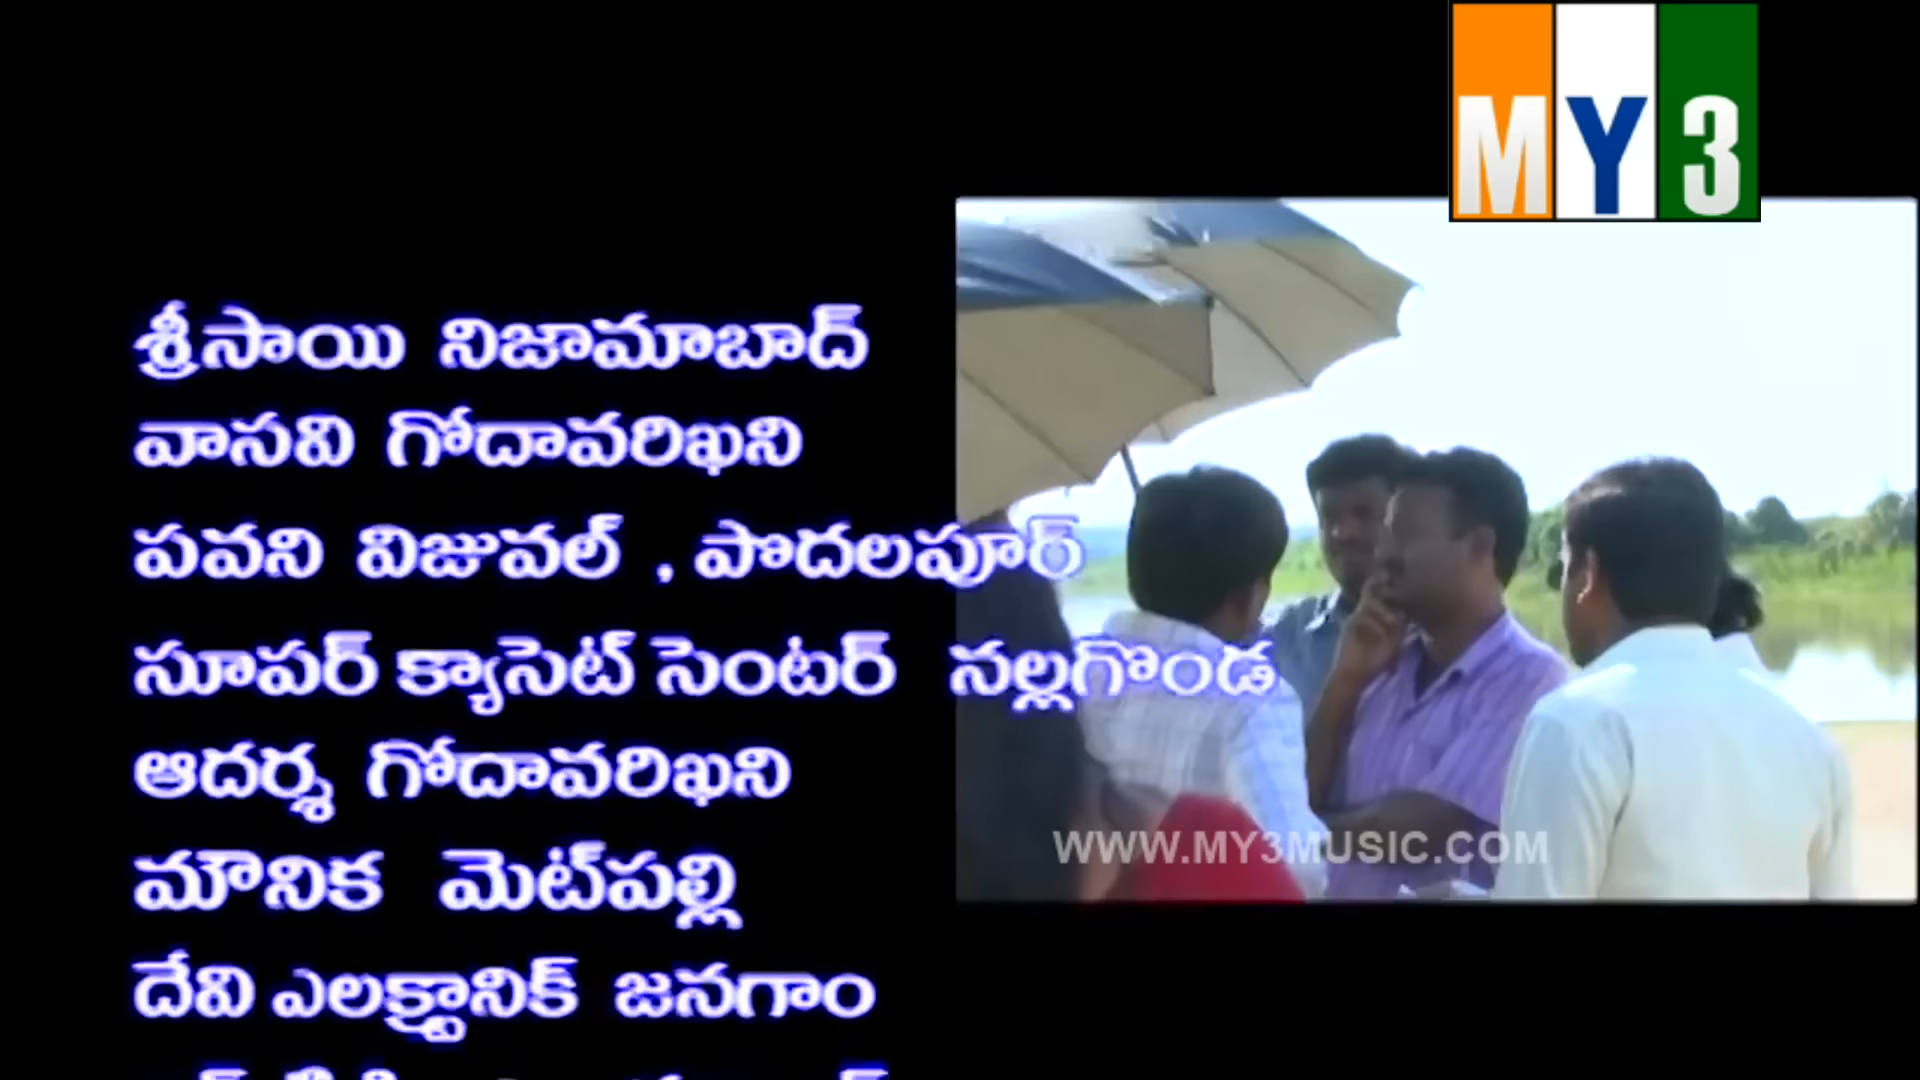 MY3
శ్రీసాయి నిజామాబాద్
వాసవి గోదావరిఖని
పవని విజువల్ , పొదలపూర్
సూపర్ క్యాసెట్ సెంటర్ నల్లగొండ
ఆదర్శ గోదావరిఖని
మౌనిక మెట్‌పల్లి
దేవి ఎలక్ట్రానిక్ జనగాం
WWW.MY3MUSIC.COM